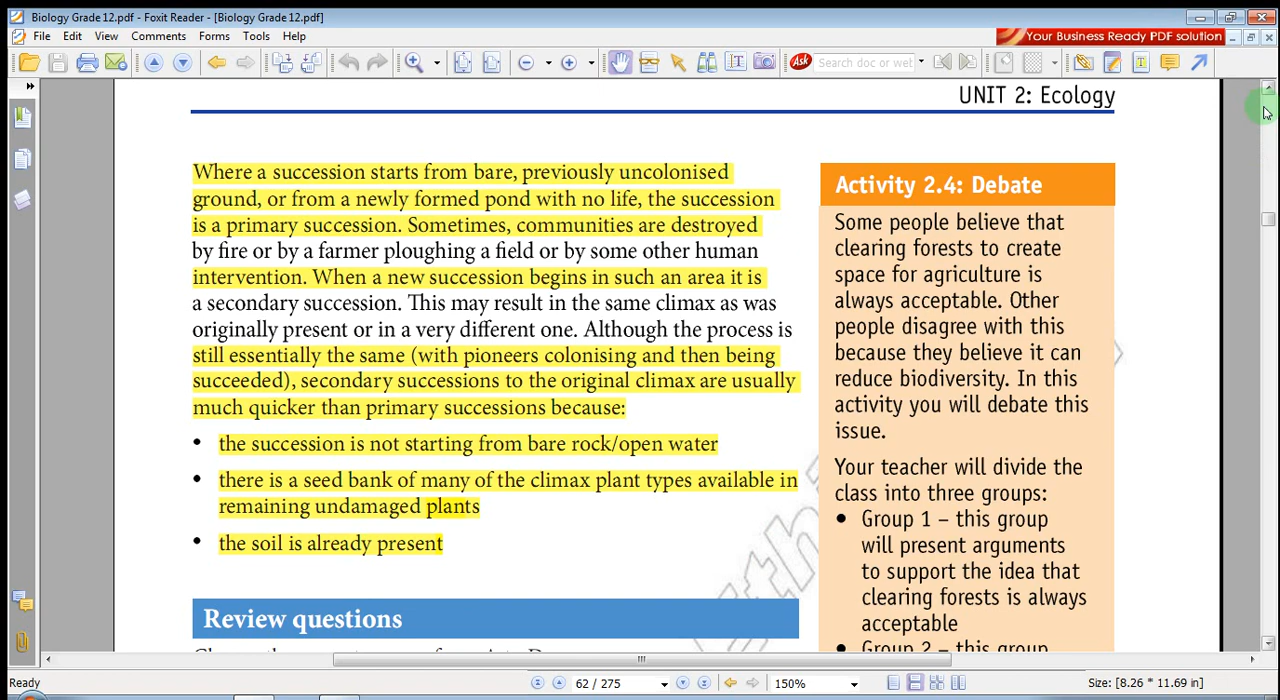 Biology Grade 12.pdf - Foxit Reader - [Biology Grade 12.pdf]
File Edit View Comments Forms Tools Help
Your Business Ready PDF solution
Ask Search doc or wel
UNIT 2: Ecology
Where a succession starts from bare, previously uncolonised
ground, or from a newly formed pond with no life, the succession
is a primary succession. Sometimes, communities are destroyed
by fire or by a farmer ploughing a field or by some other human
intervention. When a new succession begins in such an area it is
a secondary succession. This may result in the same climax as was
originally present or in a very different one. Although the process is
still essentially the same (with pioneers colonising and then being
succeeded), secondary successions to the original climax are usually
much quicker than primary successions because:
• the succession is not starting from bare rock/open water
• there is a seed bank of many of the climax plant types available in
remaining undamaged plants
• the soil is already present
Review questions
Activity 2.4: Debate
Some people believe that
clearing forests to create
space for agriculture is
always acceptable. Other
people disagree with this
because they believe it can
reduce biodiversity. In this
activity you will debate this
issue.
Your teacher will divide the
class into three groups:
• Group 1 – this group
will present arguments
to support the idea that
clearing forests is always
acceptable
• Group 2 – this group
Ready
62 / 275
150%
Size: [8.26 * 11.69 in]